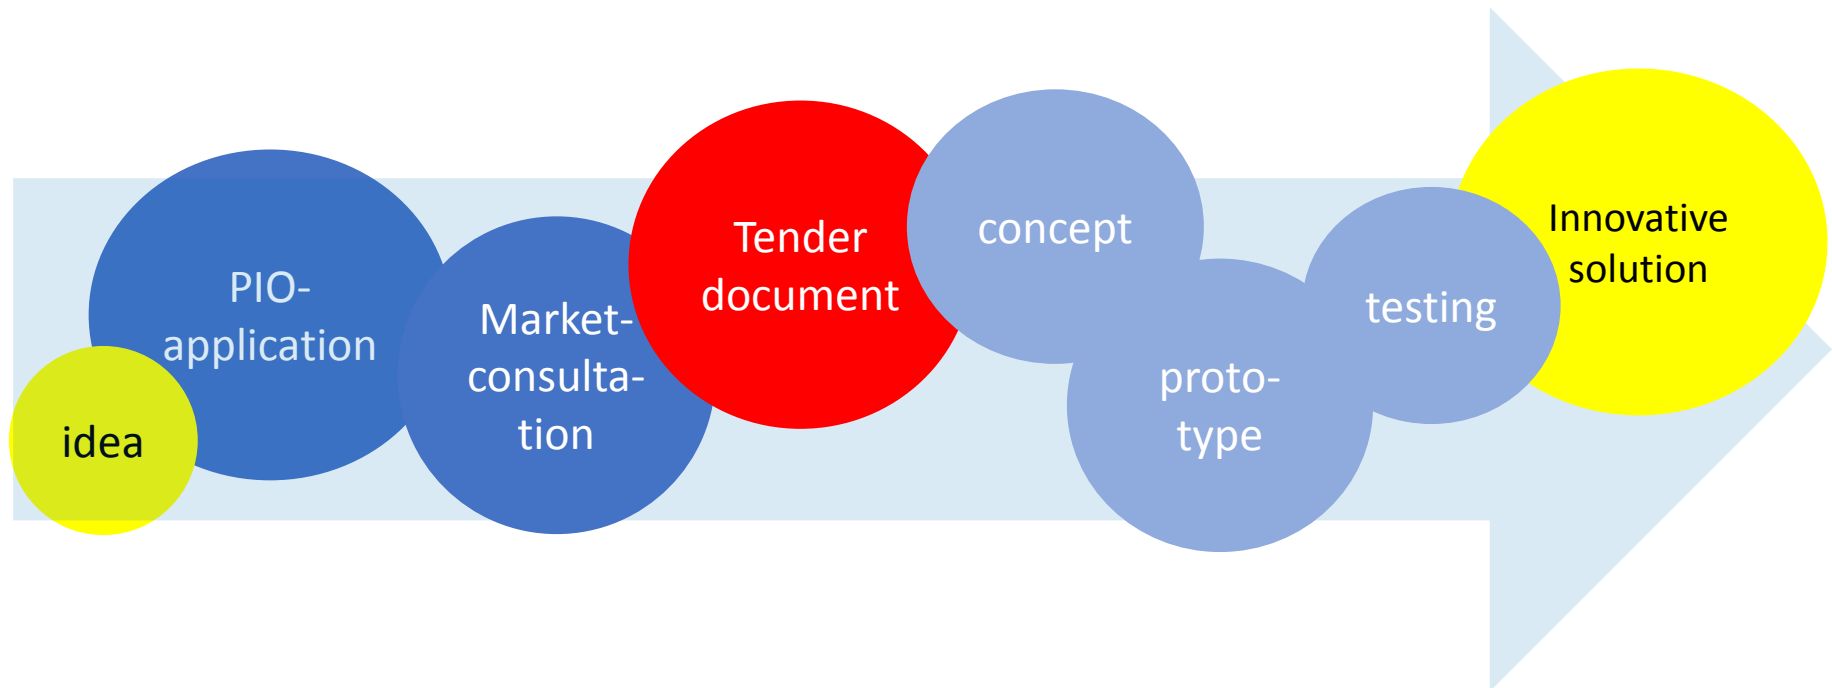 idea
PIO-
application
Market-
consulta-
tion
Tender
document
concept
proto-
type
testing
Innovative
solution